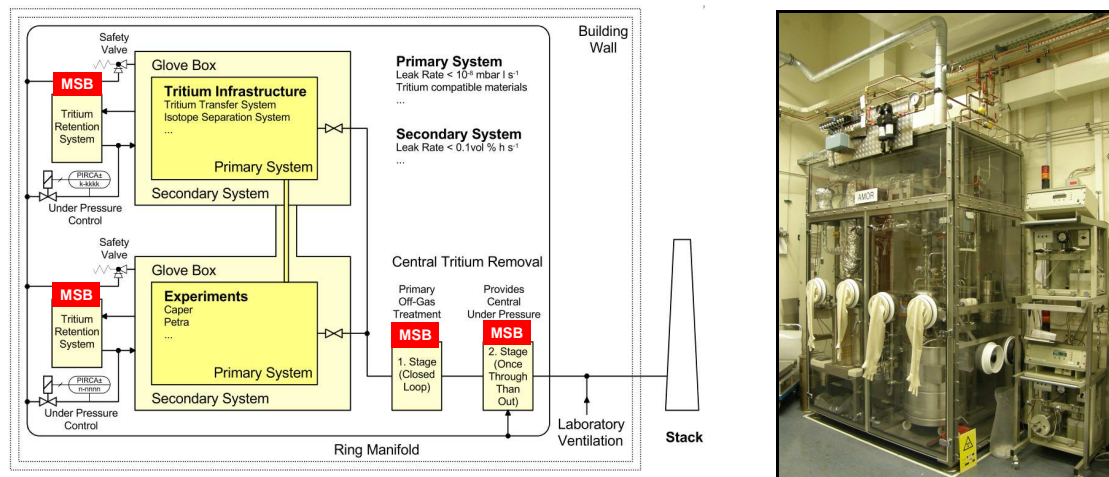 Building
Wall
Safety
Valve
MSB
Tritium
Retention
System
PIRCA±
k-kkkk
Under Pressure
Control
Glove Box
Tritium Infrastructure
Tritium Transfer System
Isotope Separation System
...
Primary System
Secondary System
Primary System
Leak Rate < 10⁻⁸ mbar l s⁻¹
Tritium compatible materials
...
Secondary System
Leak Rate < 0.1vol % h s⁻¹
...
Safety
Valve
MSB
Tritium
Retention
System
PIRCA±
n-nnnn
Under Pressure
Control
Glove Box
Experiments
Caper
Petra
...
Primary System
Secondary System
Central Tritium Removal
Primary
Off-Gas
Treatment
MSB
1. Stage
(Closed
Loop)
Provides
Central
Under Pressure
MSB
2. Stage
(Once
Through
Than
Out)
Laboratory
Ventilation
Stack
Ring Manifold
AMOR